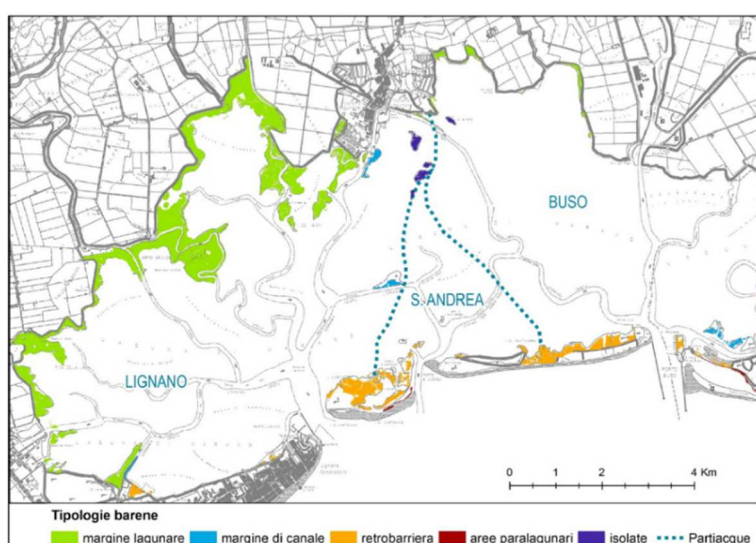 BUSO
S. ANDREA
LIGNANO
0 1 2 4 Km
Tipologie barene
margine lagunare margine di canale retrobarriera aree paralagunari isolate Partiacque